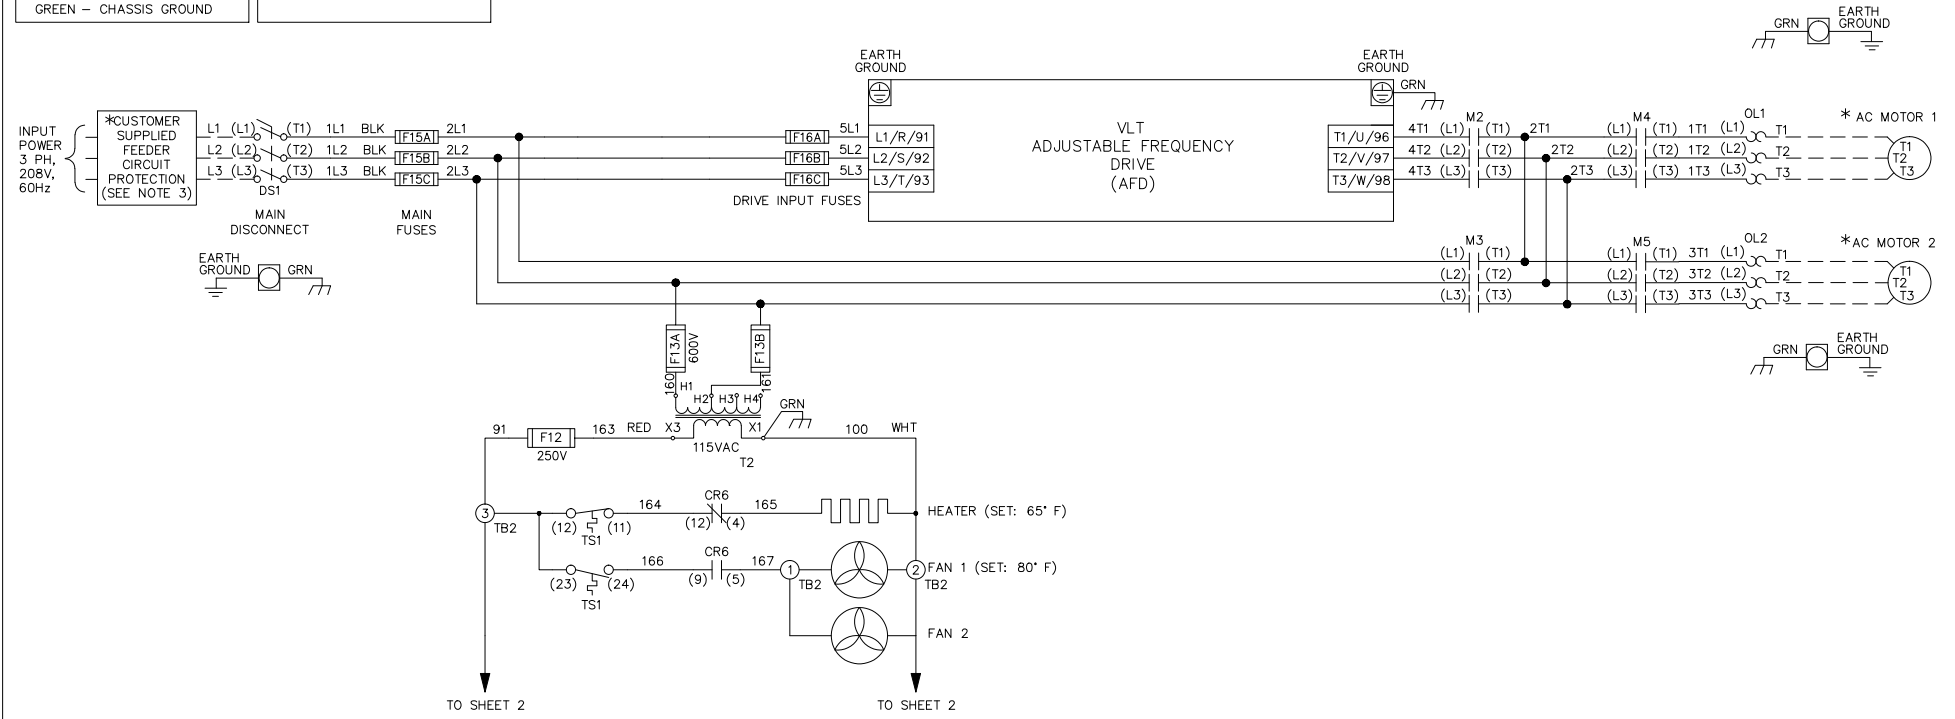 GREEN – CHASSIS GROUND
GRN
EARTH
GROUND
EARTH
GROUND
EARTH
GROUND
GRN
INPUT
POWER
3 PH,
208V,
60Hz
*CUSTOMER
SUPPLIED
FEEDER
CIRCUIT
PROTECTION
(SEE NOTE 3)
L1 (L1) (T1) 1L1 BLK F15A 2L1
L2 (L2) (T2) 1L2 BLK F15B 2L2
L3 (L3) (T3) 1L3 BLK F15C 2L3
DS1
MAIN
DISCONNECT
MAIN
FUSES
F16A 5L1 L1/R/91
F16B 5L2 L2/S/92
F16C 5L3 L3/T/93
DRIVE INPUT FUSES
VLT
ADJUSTABLE FREQUENCY
DRIVE
(AFD)
M2 M4 OL1 * AC MOTOR 1
T1/U/96 4T1 (L1) (T1) 2T1 (L1) (T1) 1T1 (L1) T1
T2/V/97 4T2 (L2) (T2) 2T2 (L2) (T2) 1T2 (L2) T2
T3/W/98 4T3 (L3) (T3) 2T3 (L3) (T3) 1T3 (L3) T3
T1
T2
T3
EARTH
GROUND
GRN
M3 M5 OL2 *AC MOTOR 2
(L1) (T1) (L1) (T1) 3T1 (L1) T1
(L2) (T2) (L2) (T2) 3T2 (L2) T2
(L3) (T3) (L3) (T3) 3T3 (L3) T3
T1
T2
T3
GRN
EARTH
GROUND
F13A
600V
F13B
160
161
H1
H2 H3 H4
GRN
91 F12 163 RED X3 X1 100 WHT
250V
115VAC
T2
CR6
3 164 165 HEATER (SET: 65° F)
TB2 (12) (11) (12) (4)
TS1
CR6
166 167 1 2 FAN 1 (SET: 80° F)
(23) (24) (9) (5) TB2 TB2
TS1
FAN 2
TO SHEET 2
TO SHEET 2